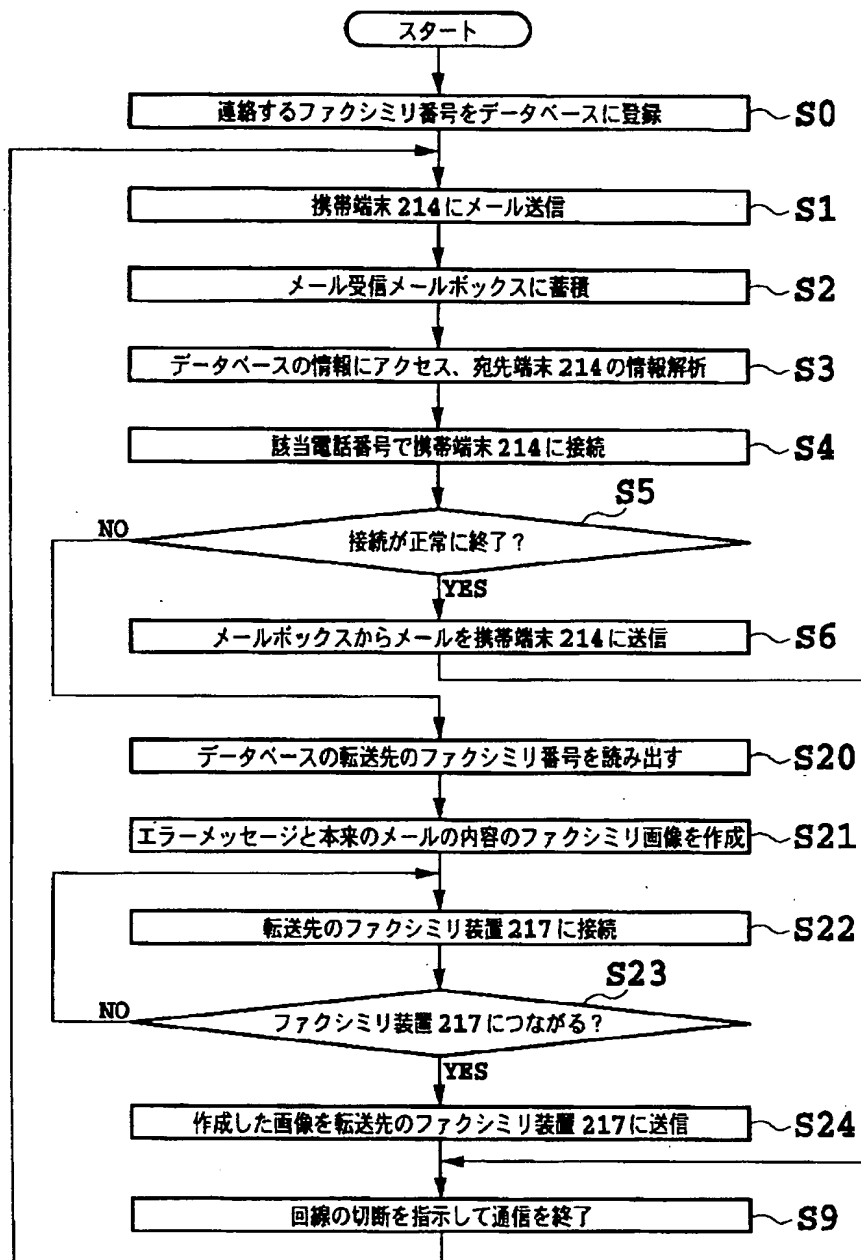 スタート
連絡するファクシミリ番号をデータベースに登録 S0
携帯端末214にメール送信 S1
メール受信メールボックスに蓄積 S2
データベースの情報にアクセス、宛先端末214の情報解析 S3
該当電話番号で携帯端末214に接続 S4
S5
NO
接続が正常に終了?
YES
メールボックスからメールを携帯端末214に送信 S6
データベースの転送先のファクシミリ番号を読み出す S20
エラーメッセージと本来のメールの内容のファクシミリ画像を作成 S21
転送先のファクシミリ装置217に接続 S22
S23
NO
ファクシミリ装置217につながる?
YES
作成した画像を転送先のファクシミリ装置217に送信 S24
回線の切断を指示して通信を終了 S9